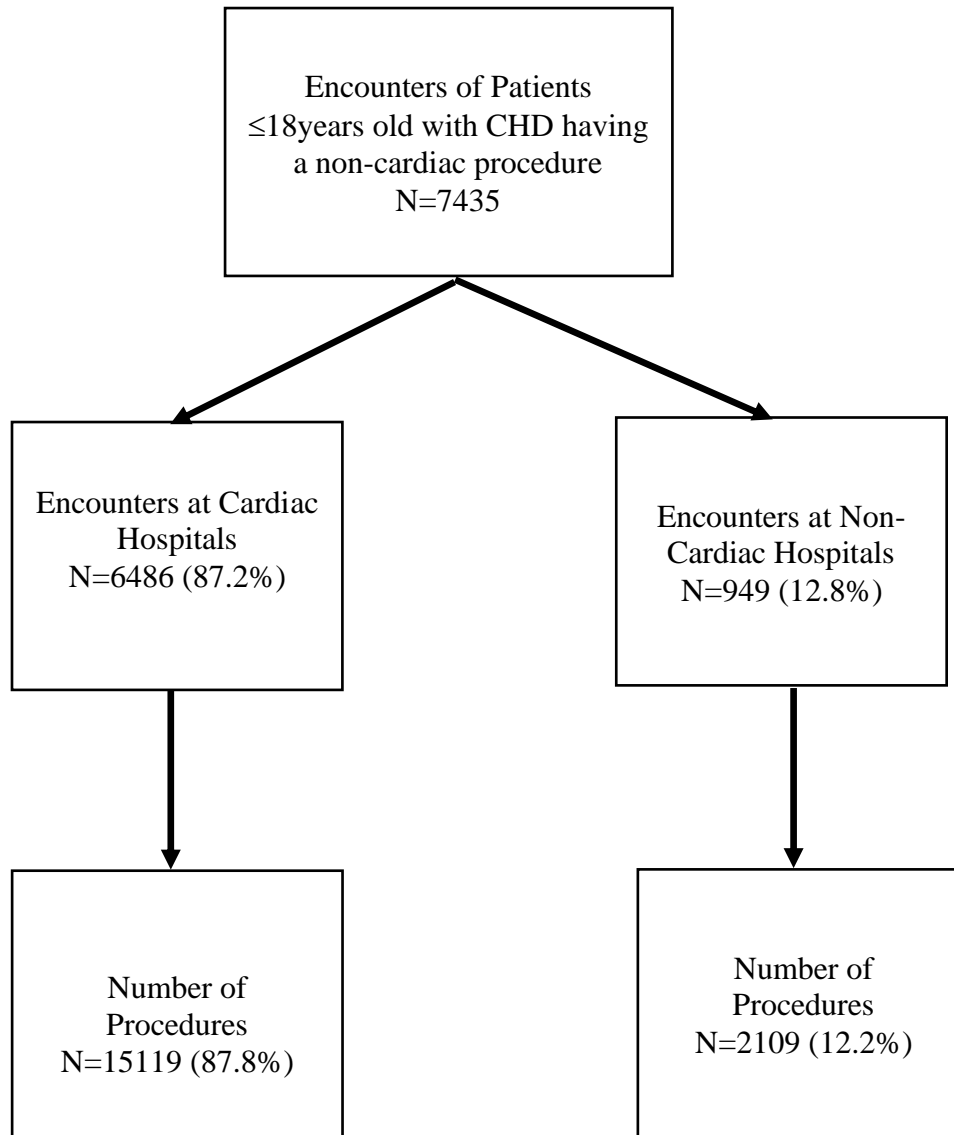 Encounters of Patients
≤18years old with CHD having
a non-cardiac procedure
N=7435
Encounters at Cardiac
Hospitals
N=6486 (87.2%)
Encounters at Non-
Cardiac Hospitals
N=949 (12.8%)
Number of
Procedures
N=15119 (87.8%)
Number of
Procedures
N=2109 (12.2%)